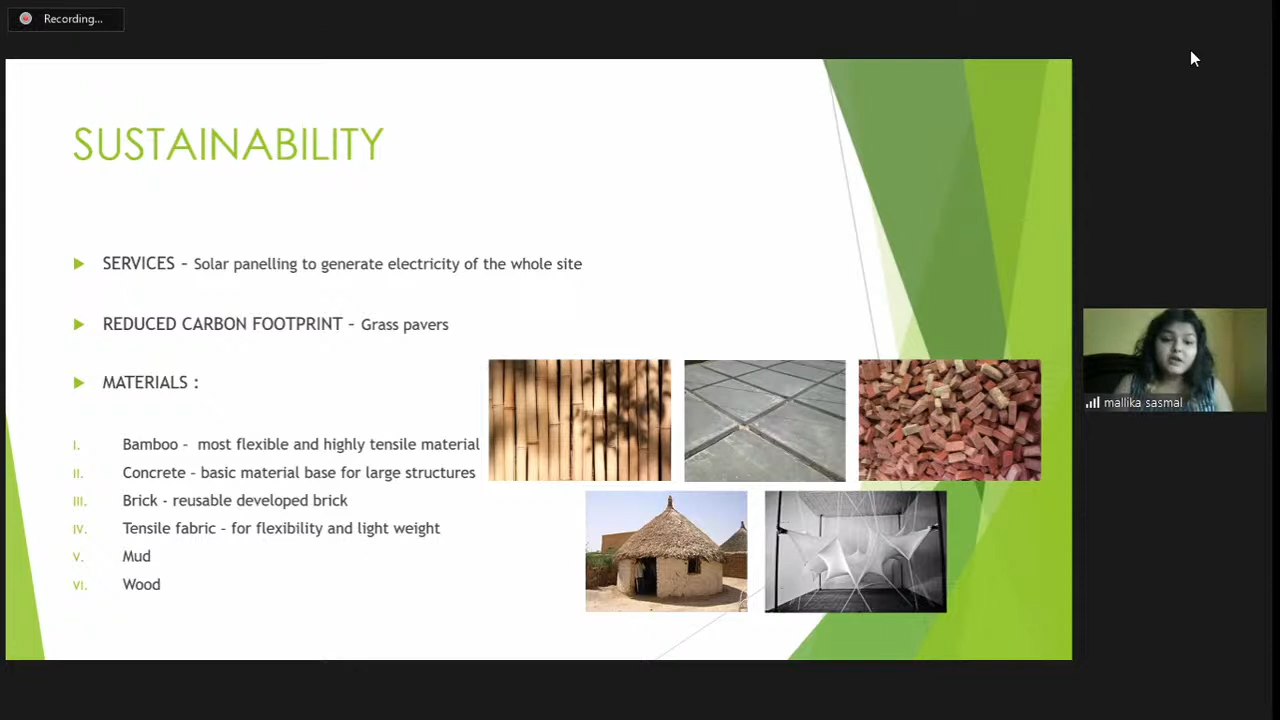 Recording...
SUSTAINABILITY
SERVICES – Solar panelling to generate electricity of the whole site
REDUCED CARBON FOOTPRINT – Grass pavers
MATERIALS :
I. Bamboo – most flexible and highly tensile material
II. Concrete – basic material base for large structures
III. Brick - reusable developed brick
IV. Tensile fabric – for flexibility and light weight
V. Mud
VI. Wood
mallika sasmal